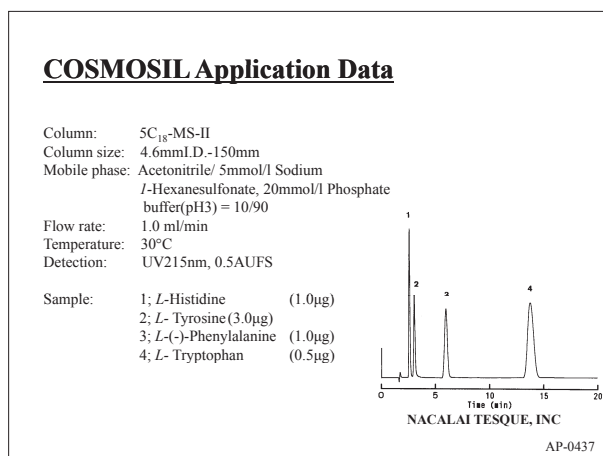 COSMOSIL Application Data
Column: 5C18-MS-II
Column size: 4.6mmI.D.-150mm
Mobile phase: Acetonitrile/ 5mmol/l Sodium
1-Hexanesulfonate, 20mmol/l Phosphate
buffer(pH3) = 10/90
Flow rate: 1.0 ml/min
Temperature: 30°C
Detection: UV215nm, 0.5AUFS
Sample: 1; L-Histidine (1.0μg)
2; L- Tyrosine (3.0μg)
3; L-(-)-Phenylalanine (1.0μg)
4; L- Tryptophan (0.5μg)
1
2
3
4
0 5 10 15 20
Time (min)
NACALAI TESQUE, INC
AP-0437